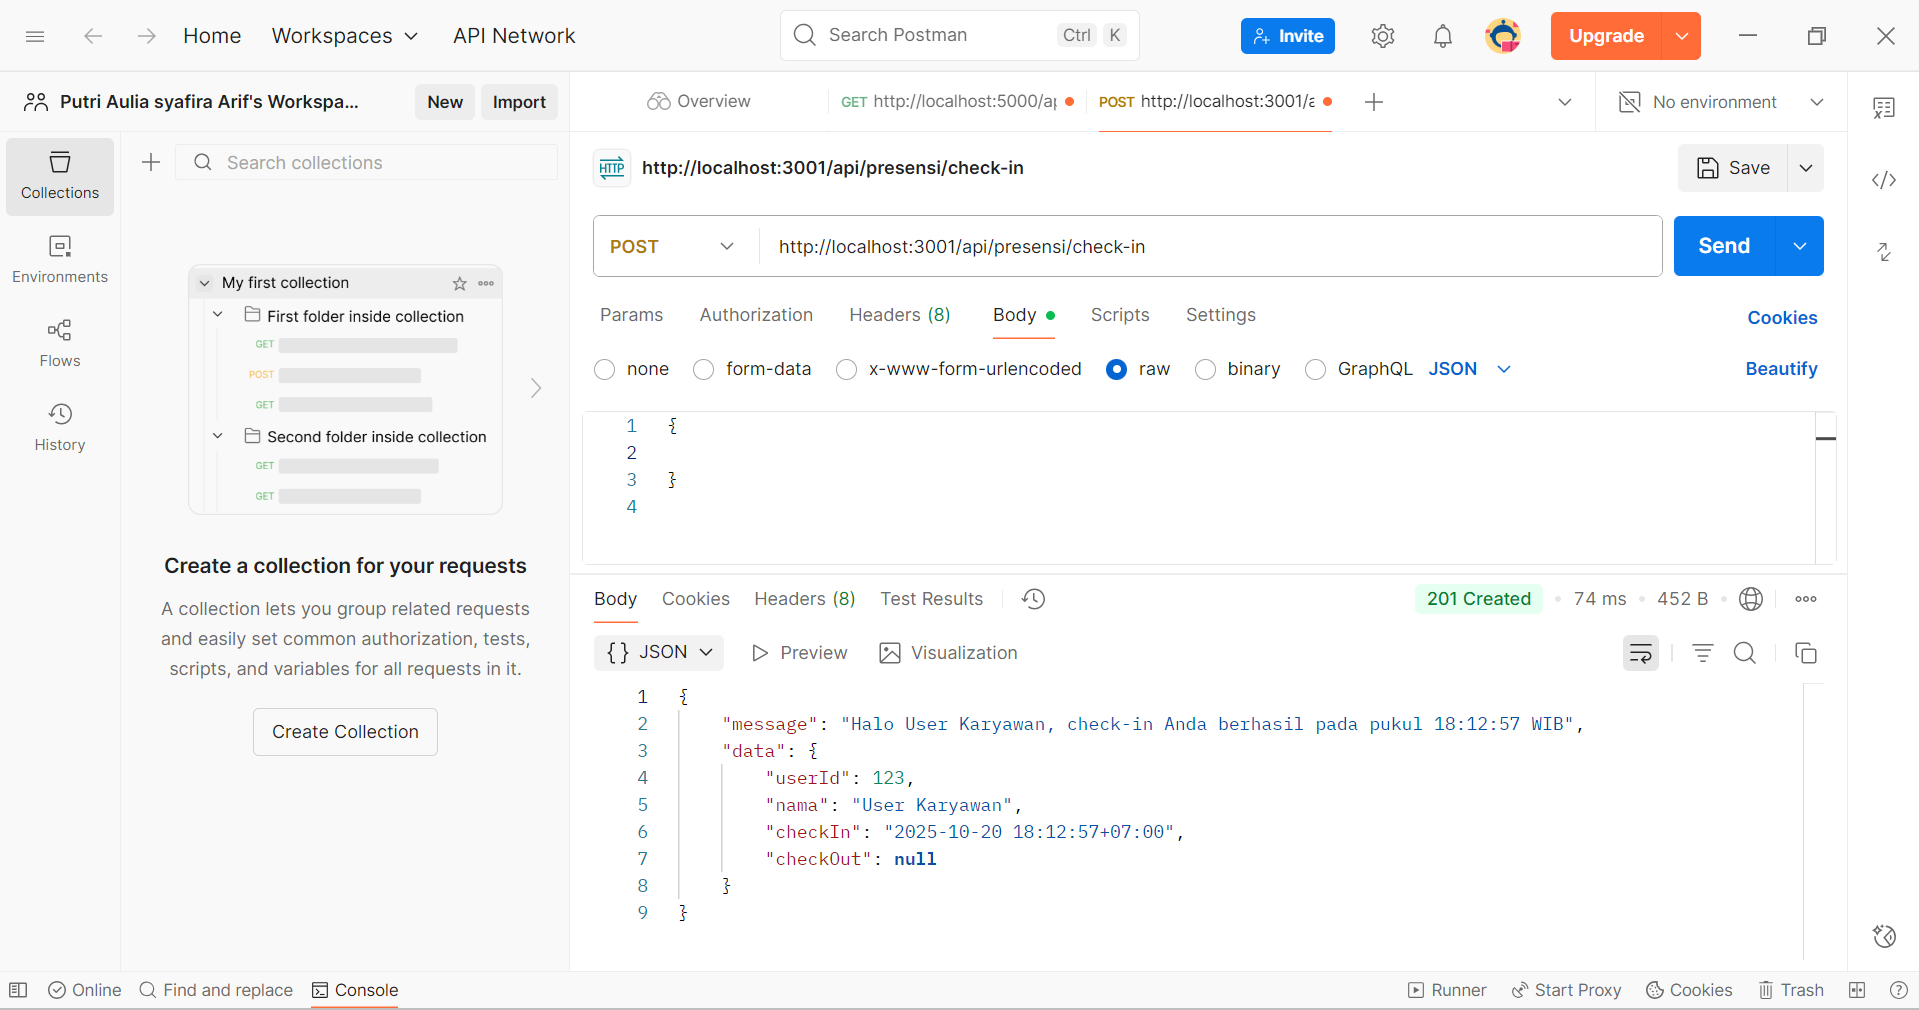 Home Workspaces API Network Search Postman Ctrl K Invite Upgrade
Putri Aulia syafira Arif's Workspa... New Import
Overview GET http://localhost:5000/ap POST http://localhost:3001/a No environment
Collections
Environments
Flows
History
Search collections
My first collection
First folder inside collection
GET
POST
GET
Second folder inside collection
GET
GET
Create a collection for your requests
A collection lets you group related requests
and easily set common authorization, tests,
scripts, and variables for all requests in it.
Create Collection
HTTP http://localhost:3001/api/presensi/check-in Save
POST http://localhost:3001/api/presensi/check-in Send
Params Authorization Headers (8) Body Scripts Settings Cookies
none form-data x-www-form-urlencoded raw binary GraphQL JSON Beautify
1 {
2
3 }
4
Body Cookies Headers (8) Test Results 201 Created • 74 ms • 452 B •
{} JSON Preview Visualization
1 {
2 "message": "Halo User Karyawan, check-in Anda berhasil pada pukul 18:12:57 WIB",
3 "data": {
4 "userId": 123,
5 "nama": "User Karyawan",
6 "checkIn": "2025-10-20 18:12:57+07:00",
7 "checkOut": null
8 }
9 }
Online Find and replace Console Runner Start Proxy Cookies Trash